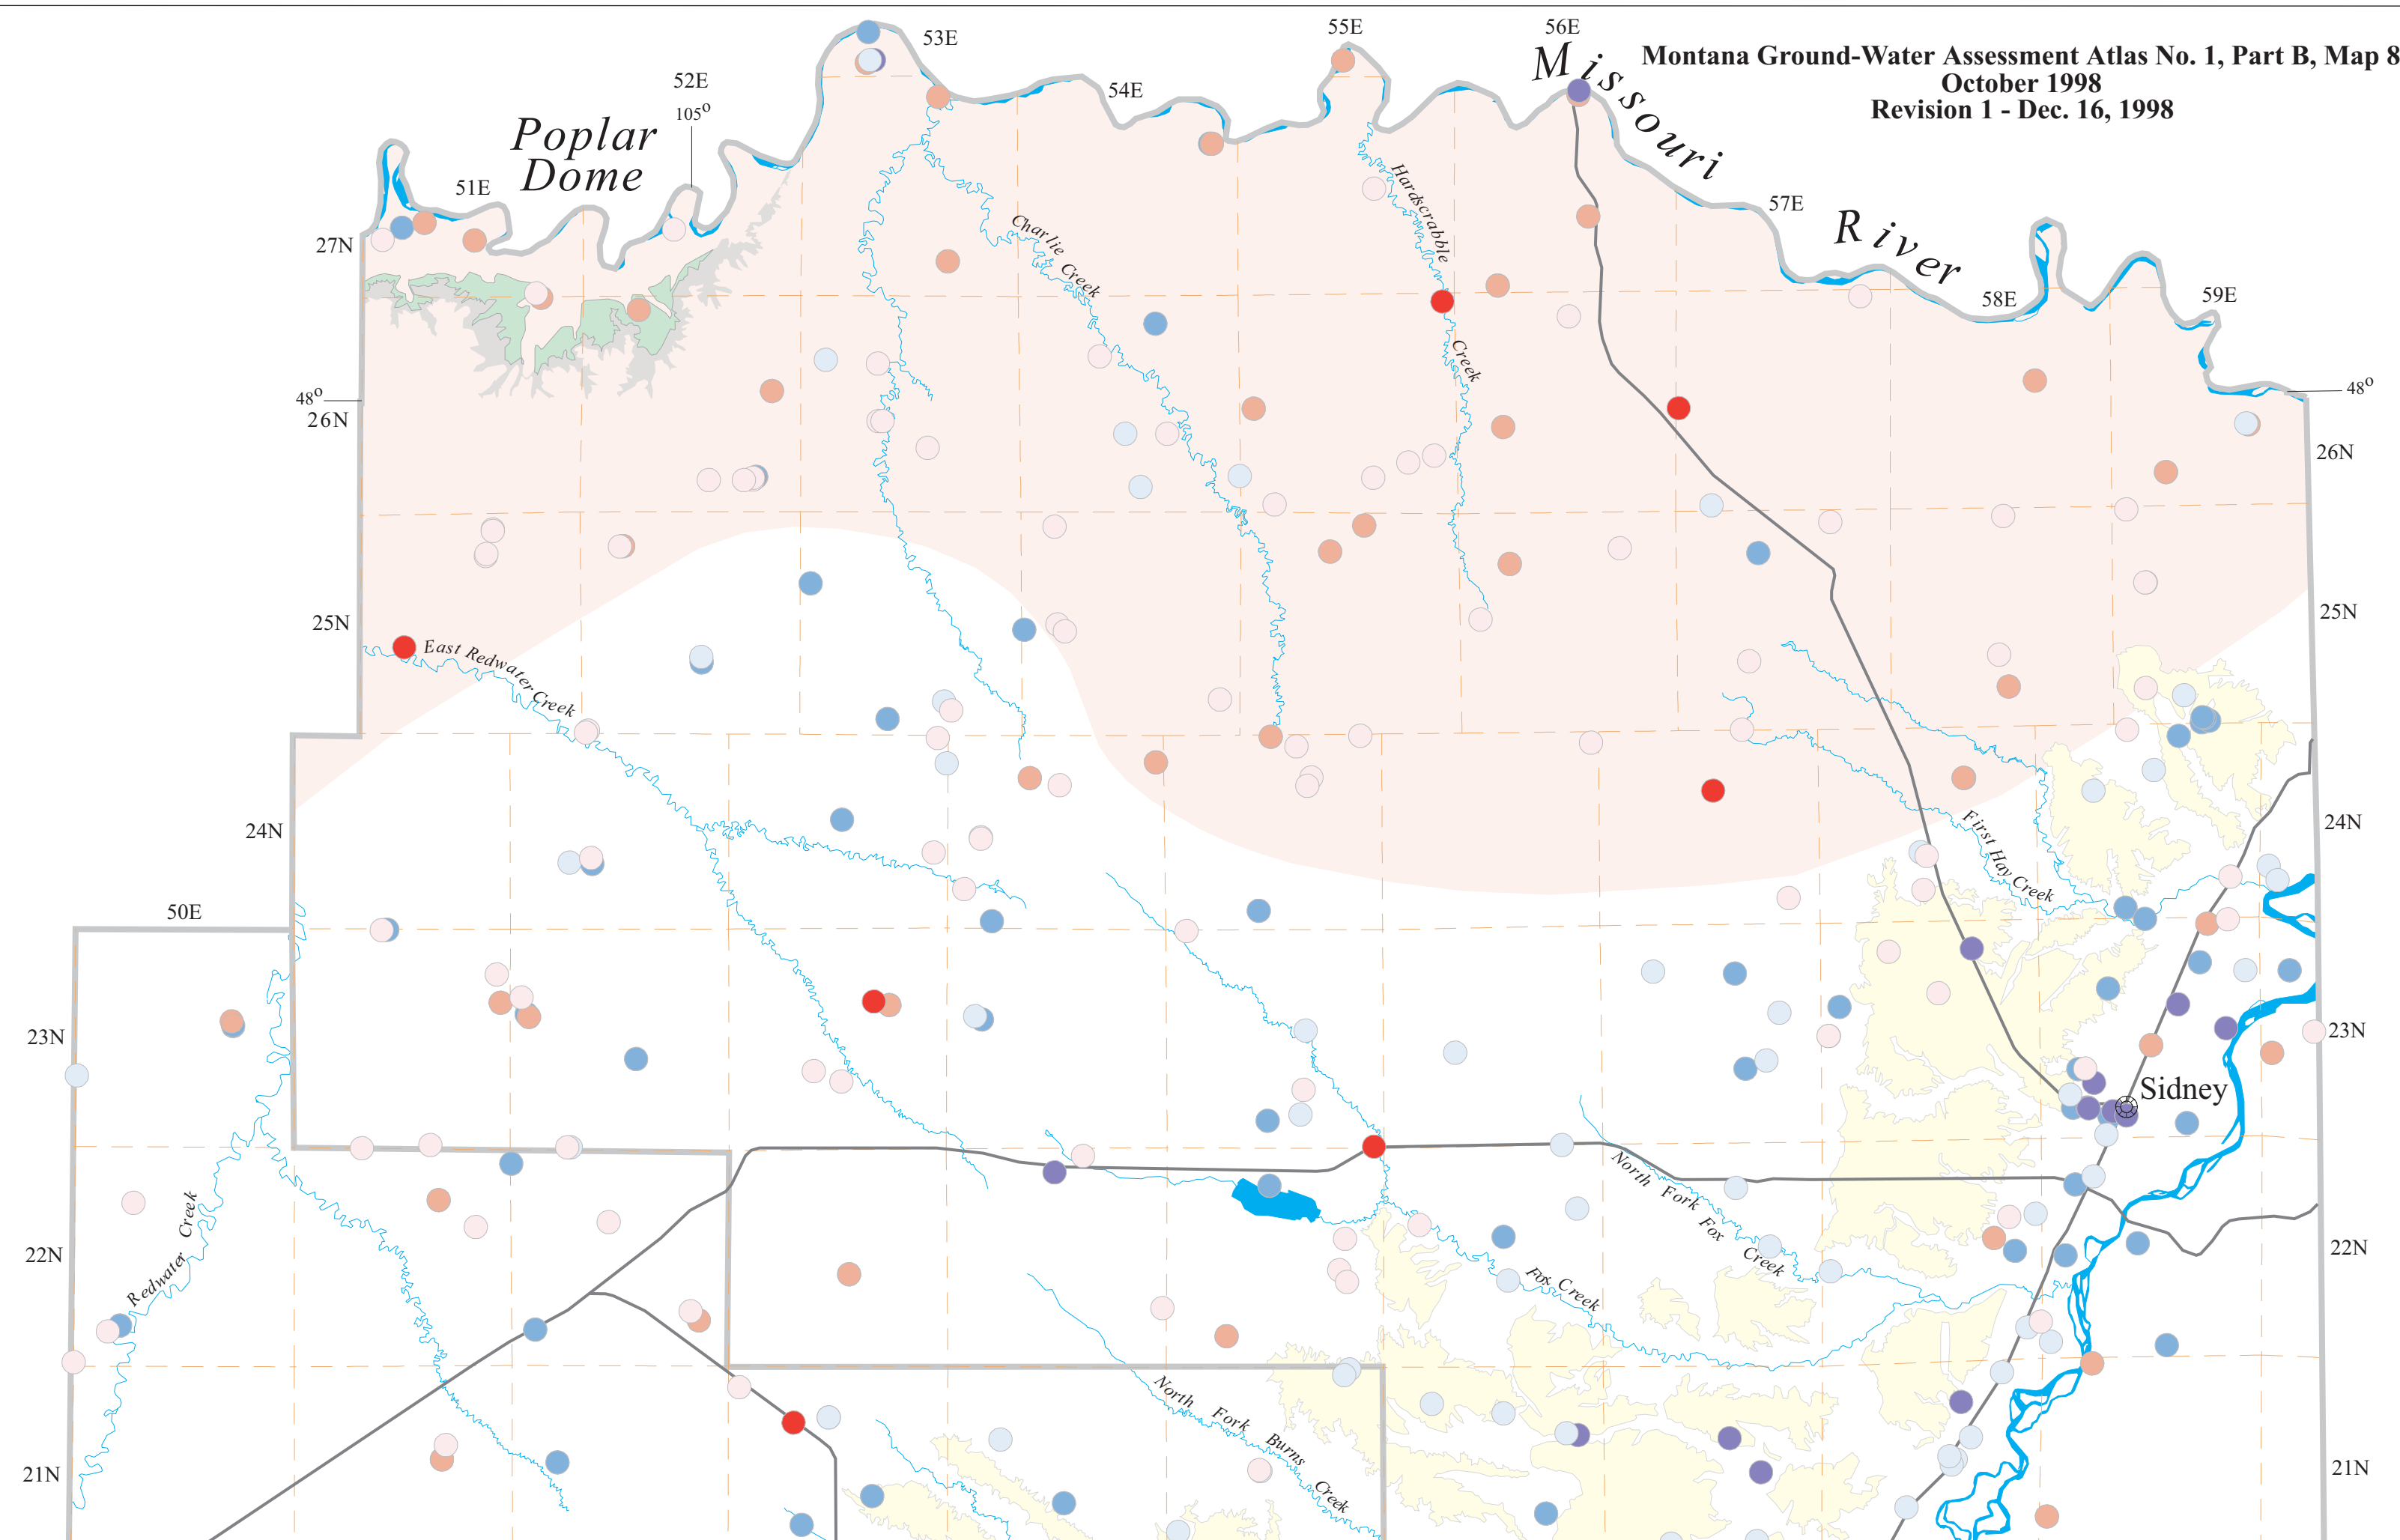 Montana Ground-Water Assessment Atlas No. 1, Part B, Map 8
October 1998
Revision 1 - Dec. 16, 1998
55E
56E
53E
Missouri
52E
105°
54E
Poplar
Dome
51E
57E
River
27N
Hardscrabble
Creek
Charlie Creek
58E
59E
48°
48°
26N
26N
25N
25N
East Redwater Creek
24N
24N
First Hay Creek
50E
23N
23N
Sidney
North Fork Fox Creek
Redwater Creek
22N
22N
Fox Creek
North Fork Burns Creek
21N
21N